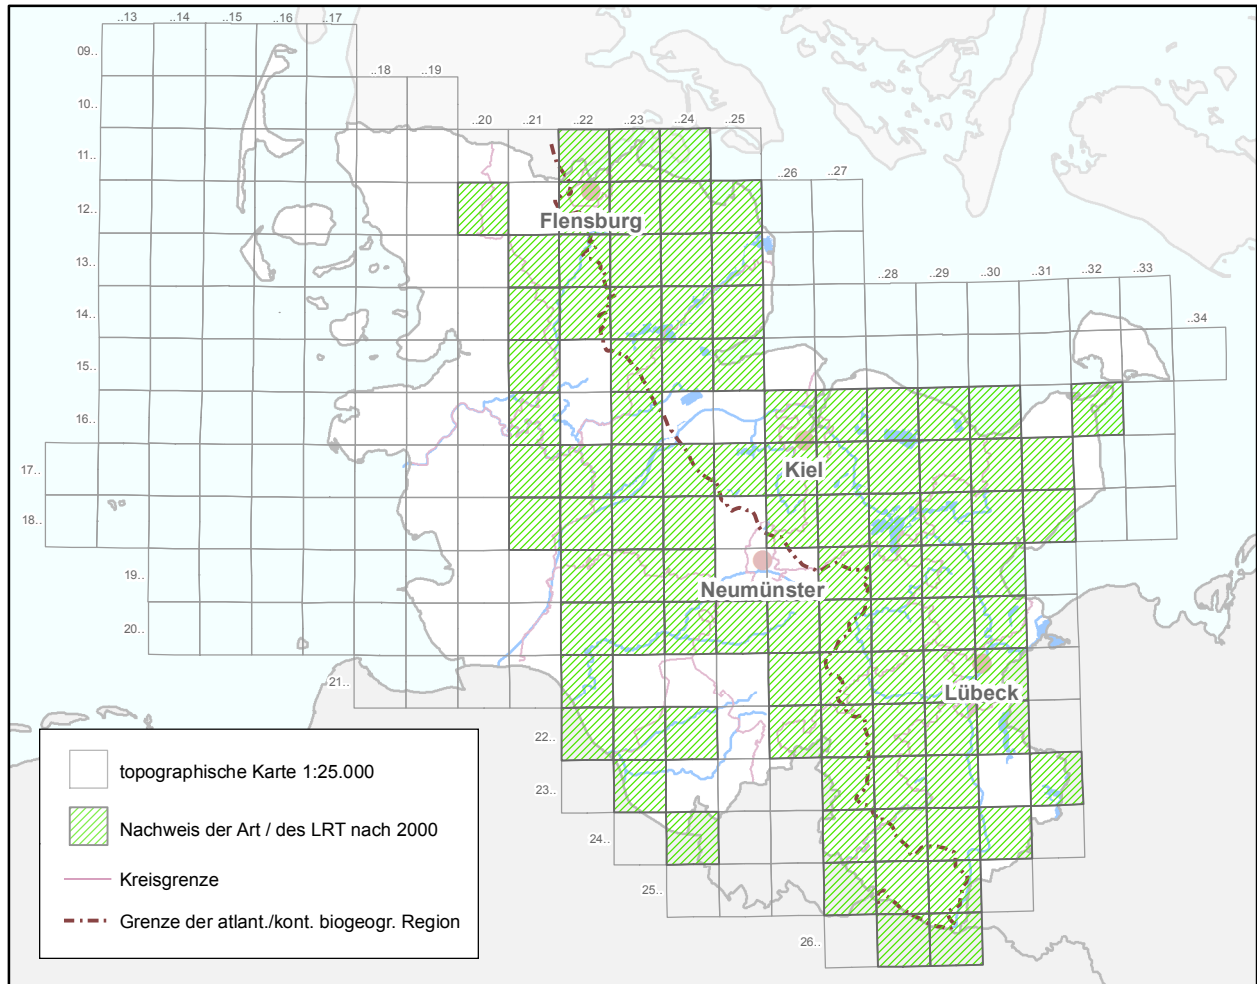 ..13 ..14 ..15 ..16 ..17
09..
..18 ..19
10..
..20 ..21 ..22 ..23 ..24 ..25
11..
..26 ..27
12..
Flensburg
13..
..28 ..29 ..30 ..31 ..32 ..33
14..
..34
15..
16..
17..
Kiel
18..
19..
Neumünster
20..
21..
Lübeck
22..
23..
24..
25..
26..
topographische Karte 1:25.000
Nachweis der Art / des LRT nach 2000
Kreisgrenze
Grenze der atlant./kont. biogeogr. Region